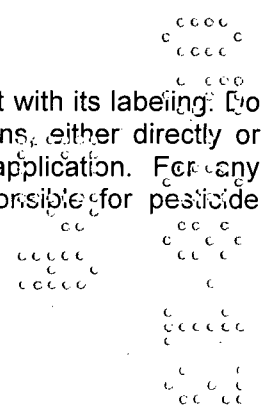 t with its labeling. Do
ns, either directly or
application. For any
onsible for pesticide